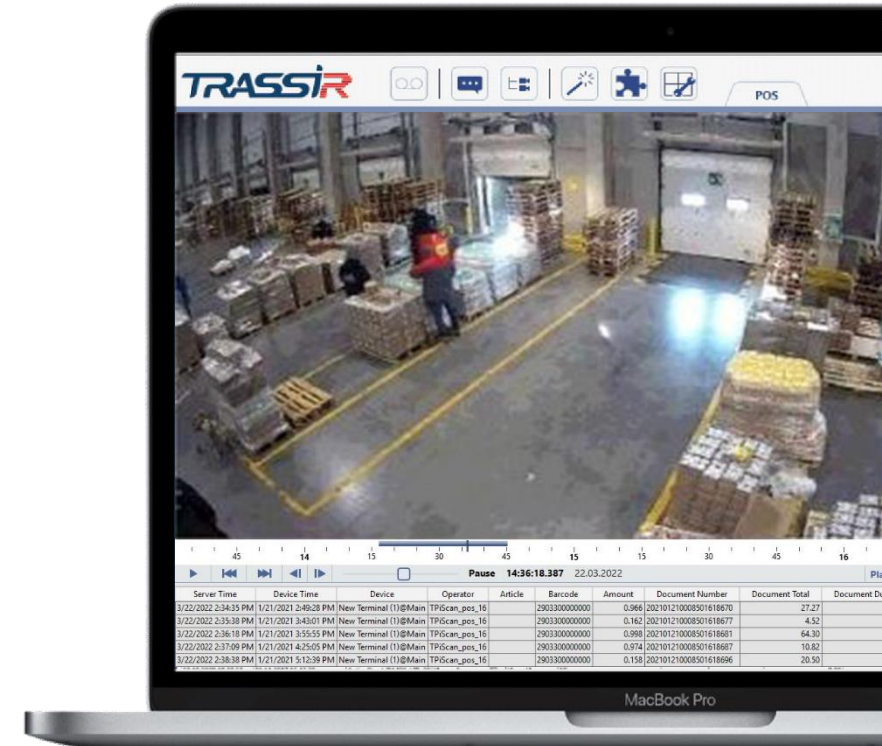 TRASSIR
POS
45 14 15 30 45 15 15 30 45 16
Pause 14:36:18.387 22.03.2022 Pla
Server Time Device Time Device Operator Article Barcode Amount Document Number Document Total Document Du
3/22/2022 2:34:35 PM 1/21/2021 2:49:28 PM New Terminal (1)@Main TPiScan_pos_16 2903300000000 0.966 202101210008501618670 27.27
3/22/2022 2:35:38 PM 1/21/2021 3:43:01 PM New Terminal (1)@Main TPiScan_pos_16 2903300000000 0.162 202101210008501618677 4.52
3/22/2022 2:36:18 PM 1/21/2021 3:55:55 PM New Terminal (1)@Main TPiScan_pos_16 2903300000000 0.998 202101210008501618681 64.30
3/22/2022 2:37:09 PM 1/21/2021 4:25:05 PM New Terminal (1)@Main TPiScan_pos_16 2903300000000 0.974 202101210008501618687 10.82
3/22/2022 2:38:38 PM 1/21/2021 5:12:39 PM New Terminal (1)@Main TPiScan_pos_16 2903300000000 0.158 202101210008501618696 20.50
MacBook Pro